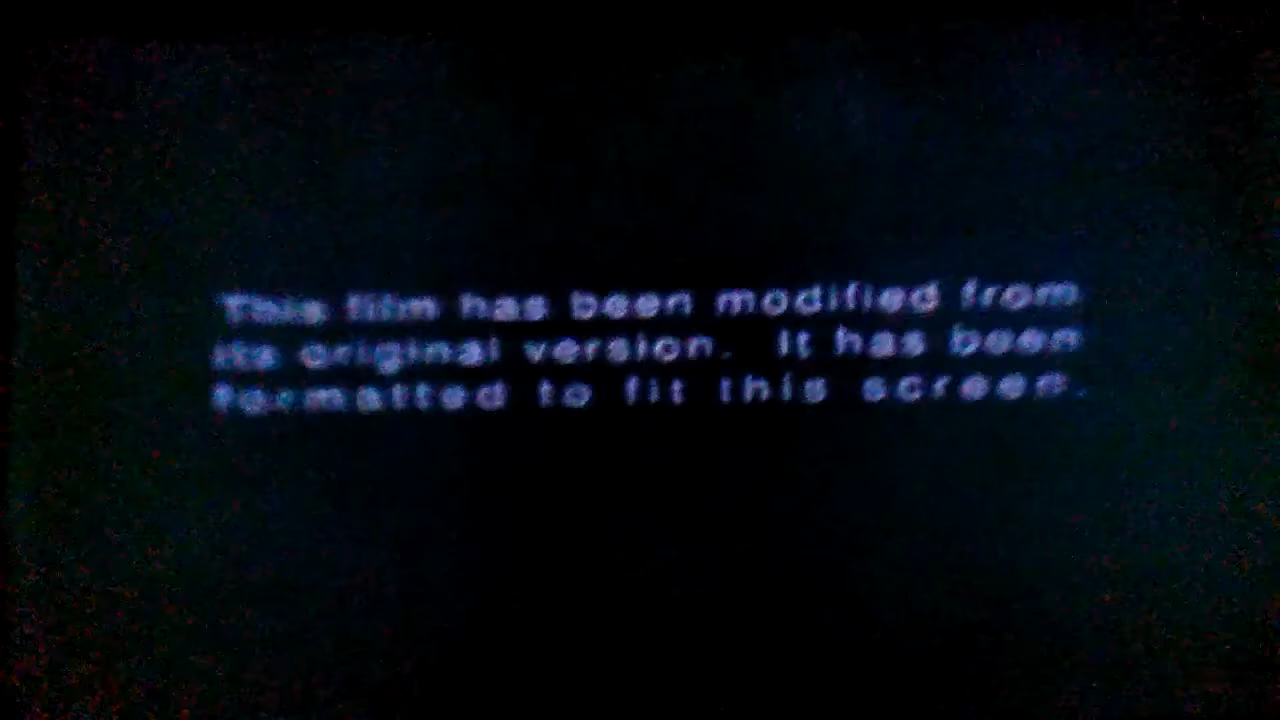 This film has been modified from
its original version. It has been
formatted to fit this screen.